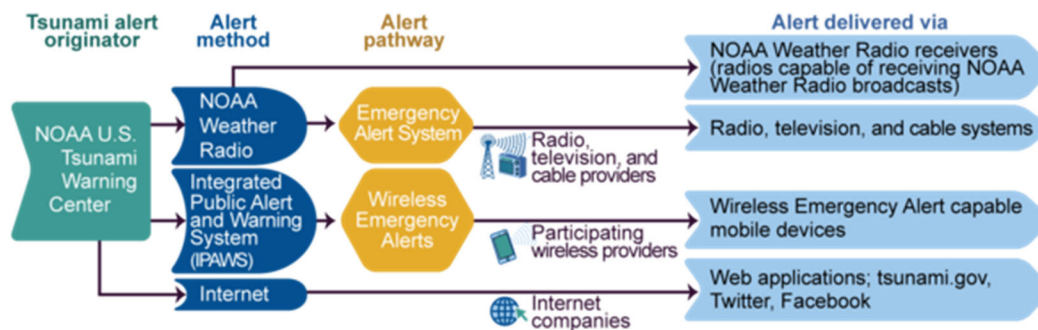 Tsunami alert
originator
Alert
method
Alert
pathway
Alert delivered via
NOAA U.S.
Tsunami
Warning
Center
NOAA
Weather
Radio
Emergency
Alert System
Radio,
television, and
cable providers
NOAA Weather Radio receivers
(radios capable of receiving NOAA
Weather Radio broadcasts)
Radio, television, and cable systems
Integrated
Public Alert
and Warning
System
(IPAWS)
Wireless
Emergency
Alerts
Participating
wireless providers
Wireless Emergency Alert capable
mobile devices
Internet
Internet
companies
Web applications; tsunami.gov,
Twitter, Facebook